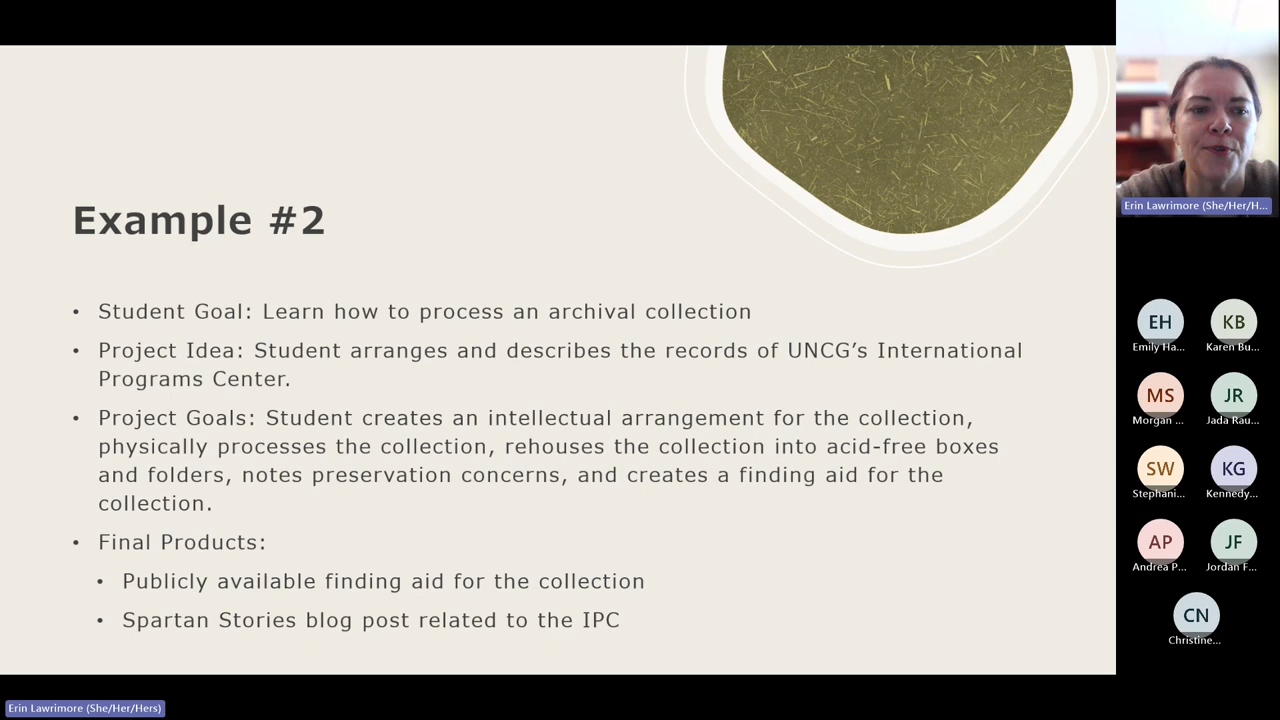 Example #2
• Student Goal: Learn how to process an archival collection
• Project Idea: Student arranges and describes the records of UNCG’s International
Programs Center.
• Project Goals: Student creates an intellectual arrangement for the collection,
physically processes the collection, rehouses the collection into acid-free boxes
and folders, notes preservation concerns, and creates a finding aid for the
collection.
• Final Products:
• Publicly available finding aid for the collection
• Spartan Stories blog post related to the IPC
Erin Lawrimore (She/Her/H...
EH
KB
Emily Ha...
Karen Bu...
MS
JR
Morgan ...
Jada Rau...
SW
KG
Stephani...
Kennedy...
AP
JF
Andrea P...
Jordan F...
CN
Christine...
Erin Lawrimore (She/Her/Hers)